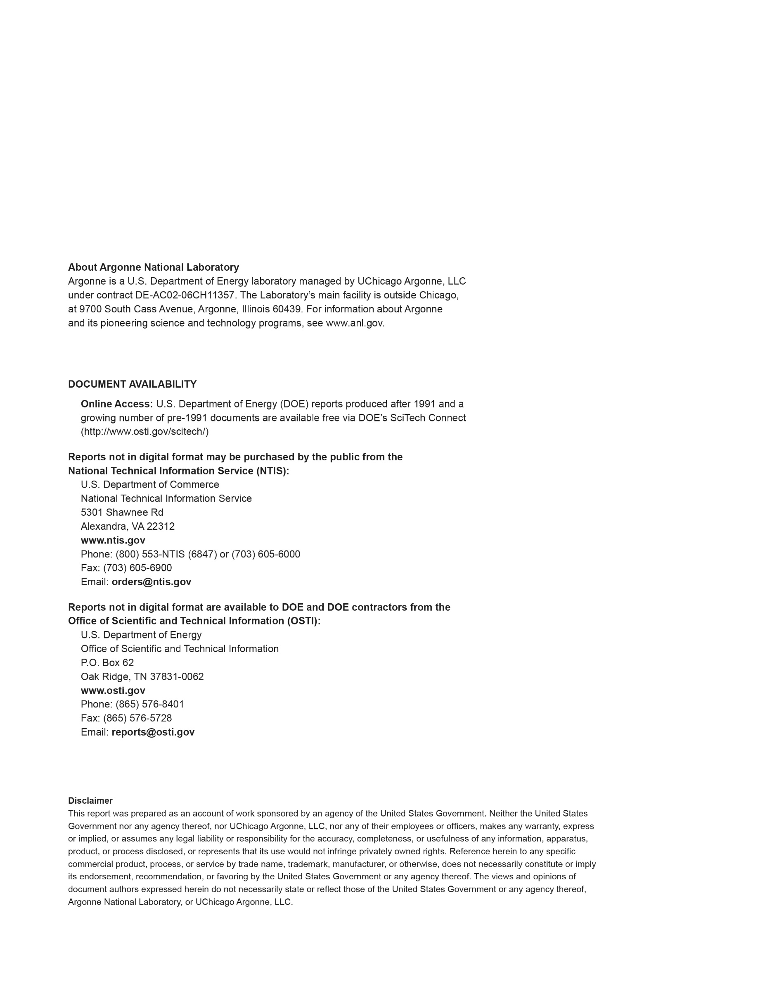 About Argonne National Laboratory
Argonne is a U.S. Department of Energy laboratory managed by UChicago Argonne, LLC
under contract DE-AC02-06CH11357. The Laboratory’s main facility is outside Chicago,
at 9700 South Cass Avenue, Argonne, Illinois 60439. For information about Argonne
and its pioneering science and technology programs, see www.anl.gov.
DOCUMENT AVAILABILITY
Online Access: U.S. Department of Energy (DOE) reports produced after 1991 and a
growing number of pre-1991 documents are available free via DOE’s SciTech Connect
(http://www.osti.gov/scitech/)
Reports not in digital format may be purchased by the public from the
National Technical Information Service (NTIS):
U.S. Department of Commerce
National Technical Information Service
5301 Shawnee Rd
Alexandra, VA 22312
www.ntis.gov
Phone: (800) 553-NTIS (6847) or (703) 605-6000
Fax: (703) 605-6900
Email: orders@ntis.gov
Reports not in digital format are available to DOE and DOE contractors from the
Office of Scientific and Technical Information (OSTI):
U.S. Department of Energy
Office of Scientific and Technical Information
P.O. Box 62
Oak Ridge, TN 37831-0062
www.osti.gov
Phone: (865) 576-8401
Fax: (865) 576-5728
Email: reports@osti.gov
Disclaimer
This report was prepared as an account of work sponsored by an agency of the United States Government. Neither the United States
Government nor any agency thereof, nor UChicago Argonne, LLC, nor any of their employees or officers, makes any warranty, express
or implied, or assumes any legal liability or responsibility for the accuracy, completeness, or usefulness of any information, apparatus,
product, or process disclosed, or represents that its use would not infringe privately owned rights. Reference herein to any specific
commercial product, process, or service by trade name, trademark, manufacturer, or otherwise, does not necessarily constitute or imply
its endorsement, recommendation, or favoring by the United States Government or any agency thereof. The views and opinions of
document authors expressed herein do not necessarily state or reflect those of the United States Government or any agency thereof,
Argonne National Laboratory, or UChicago Argonne, LLC.